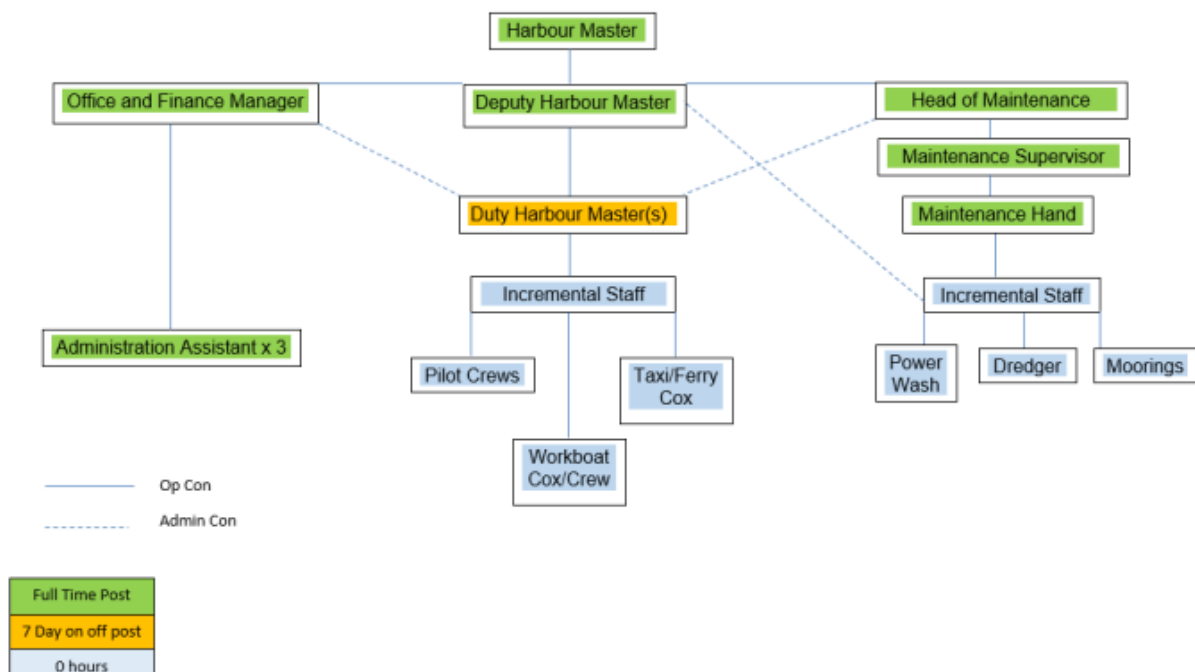 Harbour Master
Office and Finance Manager
Deputy Harbour Master
Head of Maintenance
Maintenance Supervisor
Duty Harbour Master(s)
Maintenance Hand
Incremental Staff
Incremental Staff
Administration Assistant x 3
Pilot Crews
Taxi/Ferry
Cox
Power
Wash
Dredger
Moorings
Workboat
Cox/Crew
Op Con
Admin Con
Full Time Post
7 Day on off post
0 hours